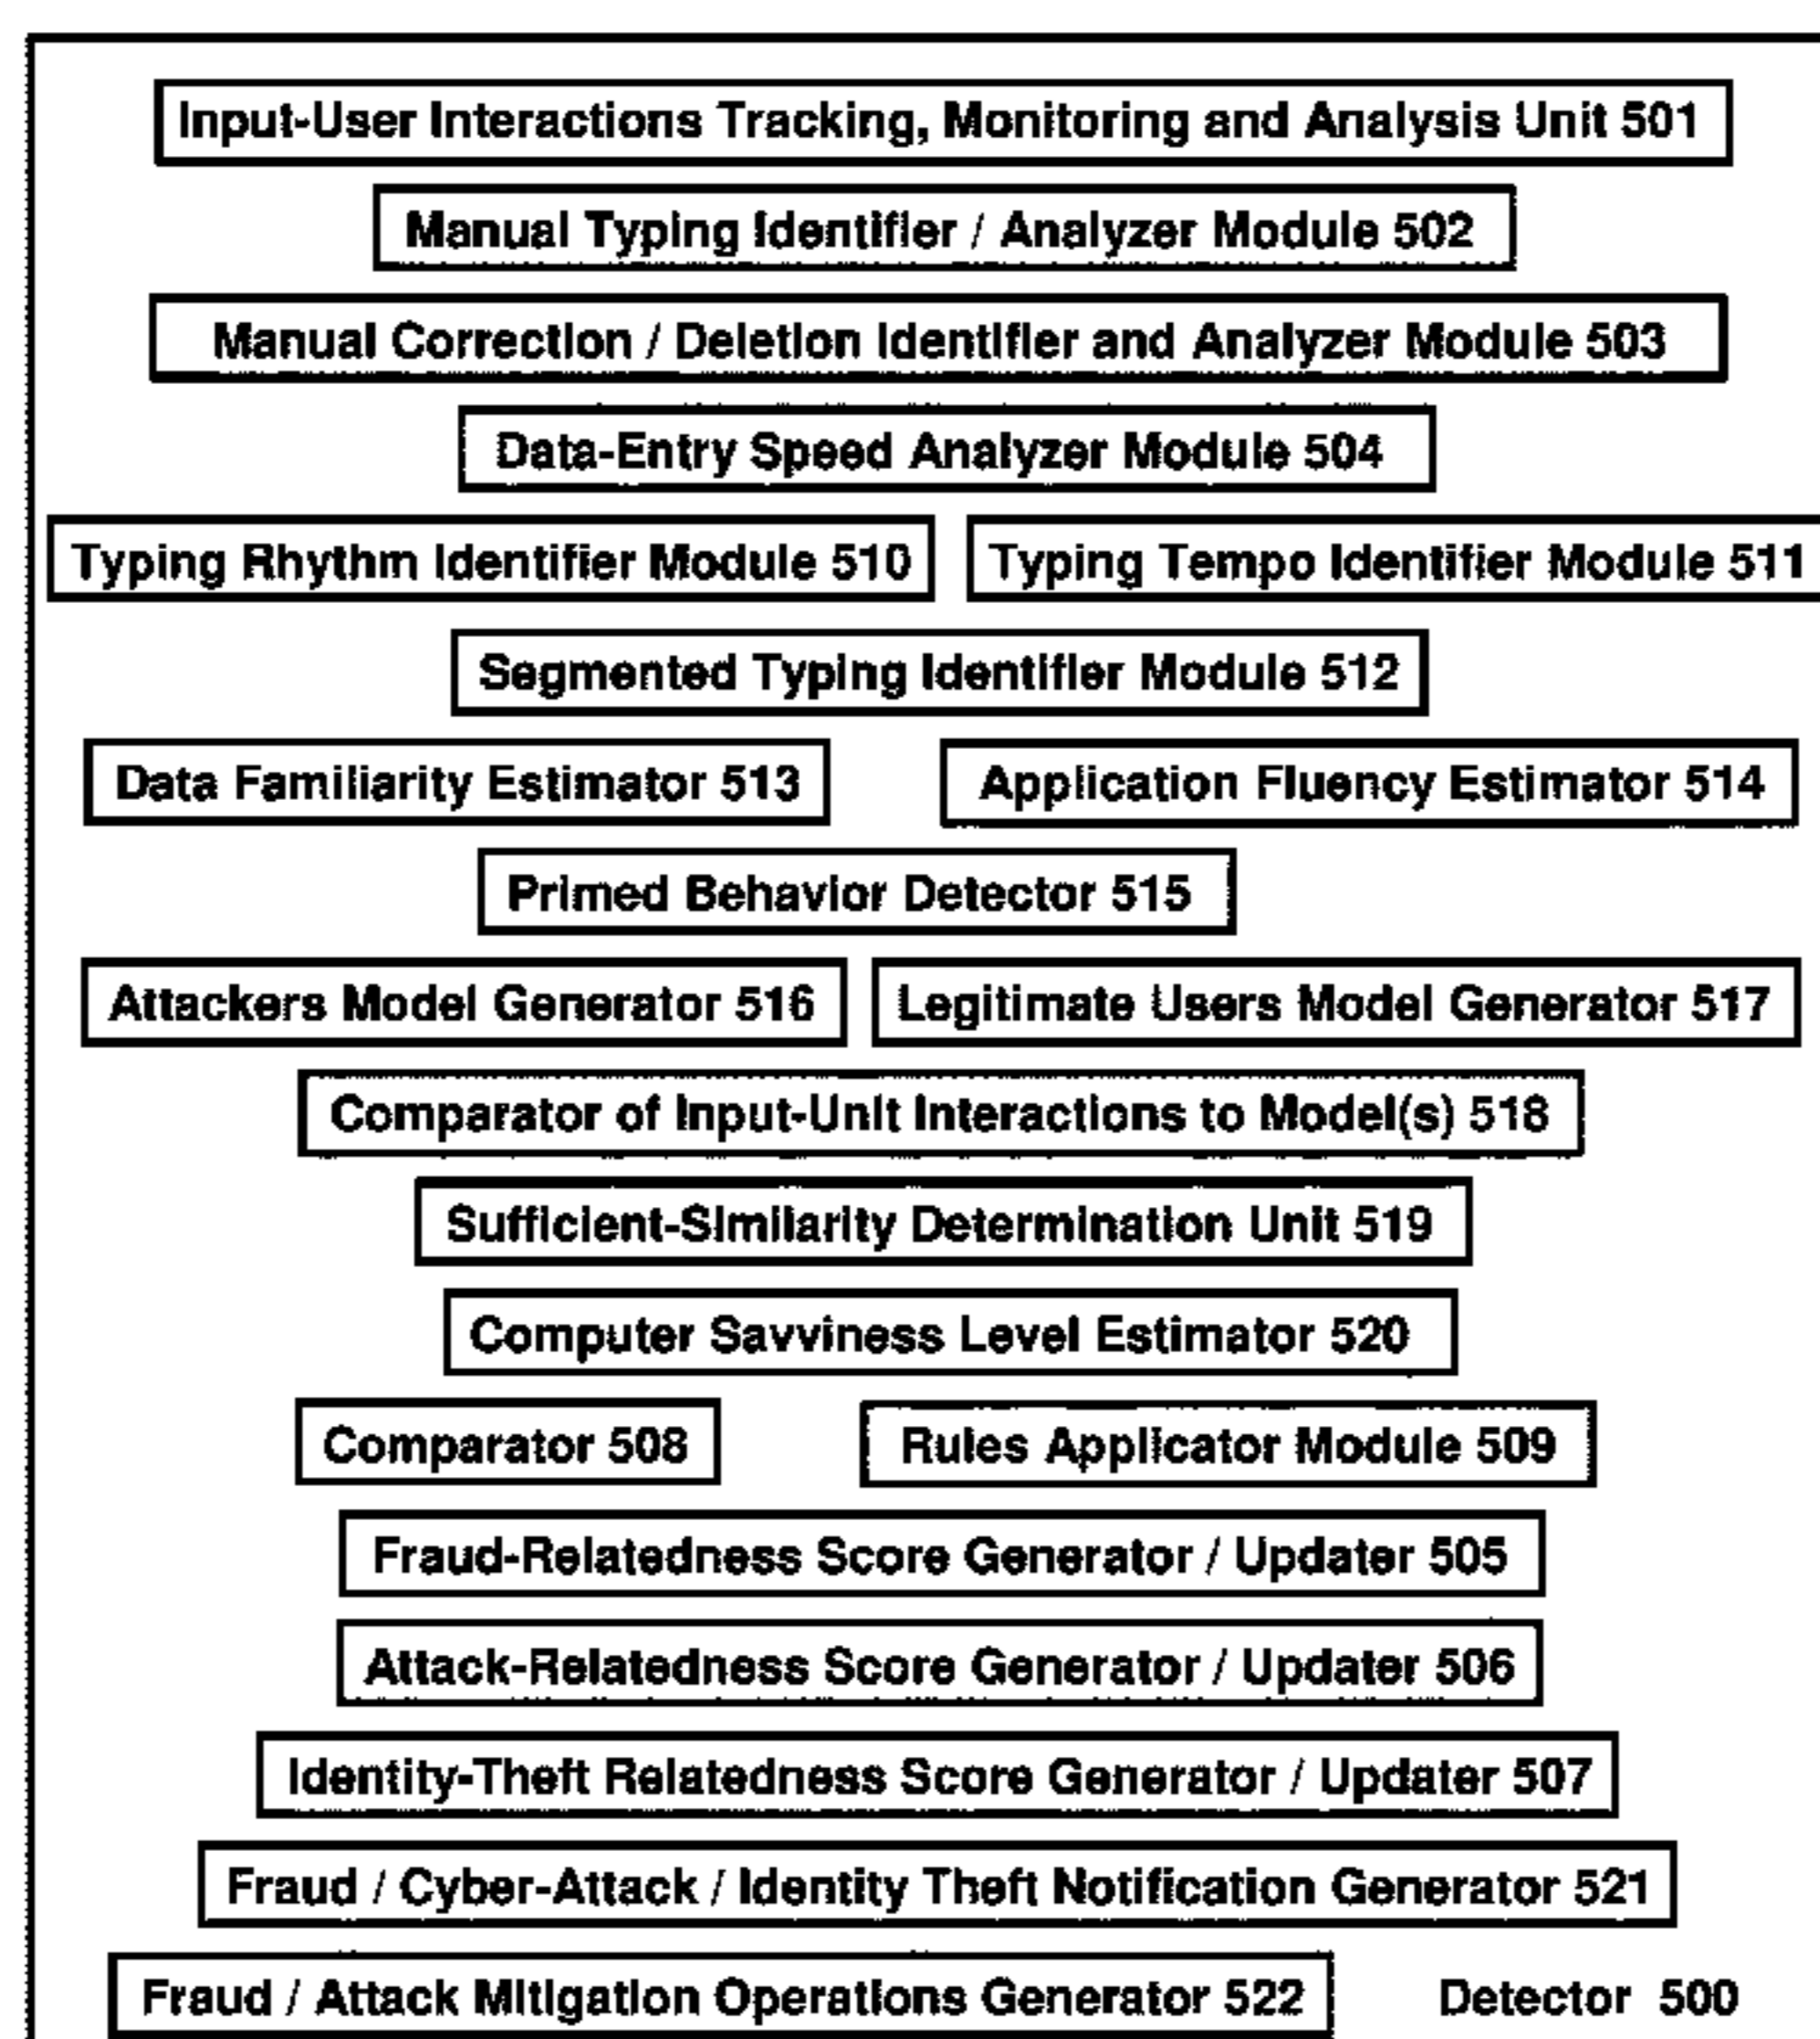 Input-User Interactions Tracking, Monitoring and Analysis Unit 501
Manual Typing Identifier / Analyzer Module 502
Manual Correction / Deletion Identifier and Analyzer Module 503
Data-Entry Speed Analyzer Module 504
Typing Rhythm Identifier Module 510
Typing Tempo Identifier Module 511
Segmented Typing Identifier Module 512
Data Familiarity Estimator 513
Application Fluency Estimator 514
Primed Behavior Detector 515
Attackers Model Generator 516
Legitimate Users Model Generator 517
Comparator of Input-Unit Interactions to Model(s) 518
Sufficient-Similarity Determination Unit 519
Computer Savviness Level Estimator 520
Comparator 508
Rules Applicator Module 509
Fraud-Relatedness Score Generator / Updater 505
Attack-Relatedness Score Generator / Updater 506
Identity-Theft Relatedness Score Generator / Updater 507
Fraud / Cyber-Attack / Identity Theft Notification Generator 521
Fraud / Attack Mitigation Operations Generator 522
Detector 500